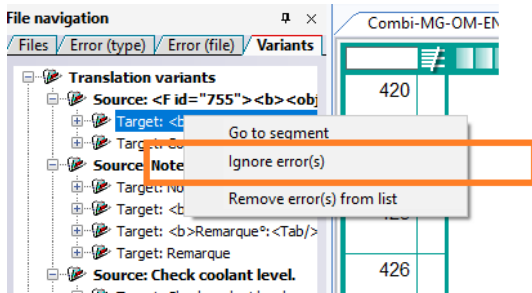 File navigation
Combi-MG-OM-EN
Files Error (type) Error (file) Variants
Translation variants
Source: <F id="755"><b><obj
420
Target: <b
Go to segment
Target: Co
Ignore error(s)
Source: Note
Target: No
Remove error(s) from list
Target: <b
Target: <b>Remarque°:<Tab/>
Target: Remarque
426
Source: Check coolant level.